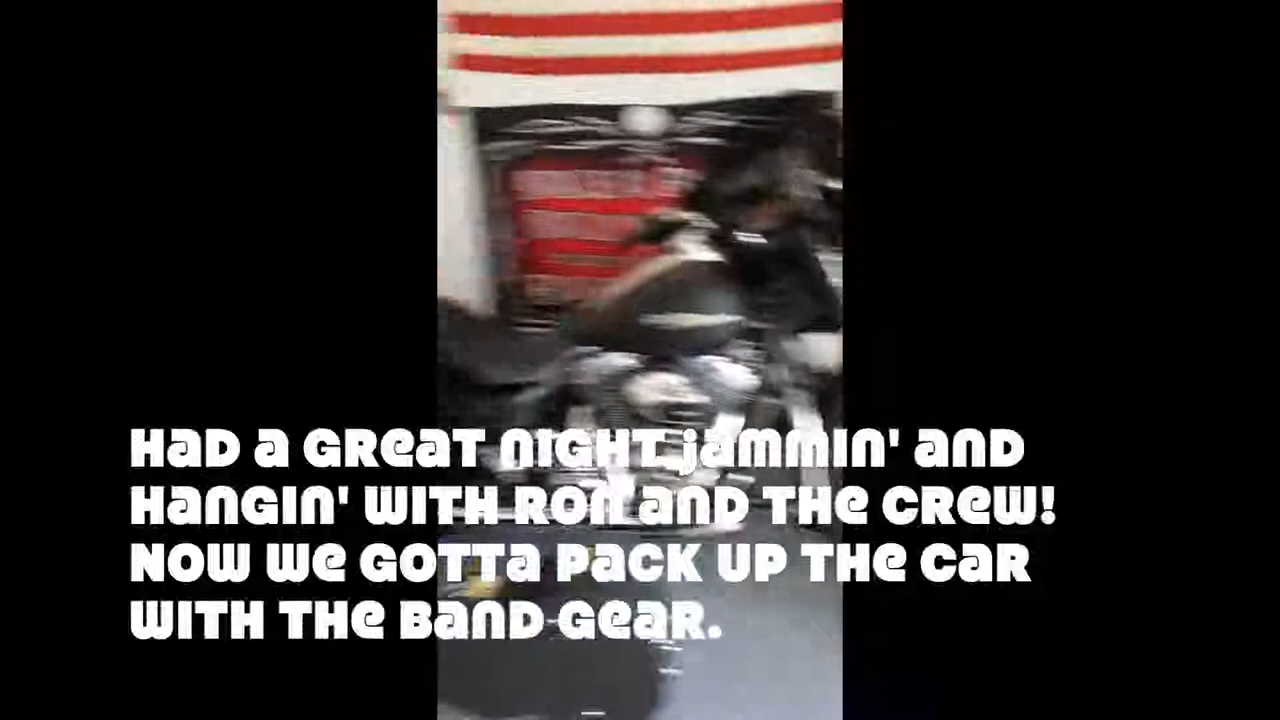 Had a great night jammin' and
hangin' with Ron and the crew!
Now we gotta pack up the car
with the band gear.